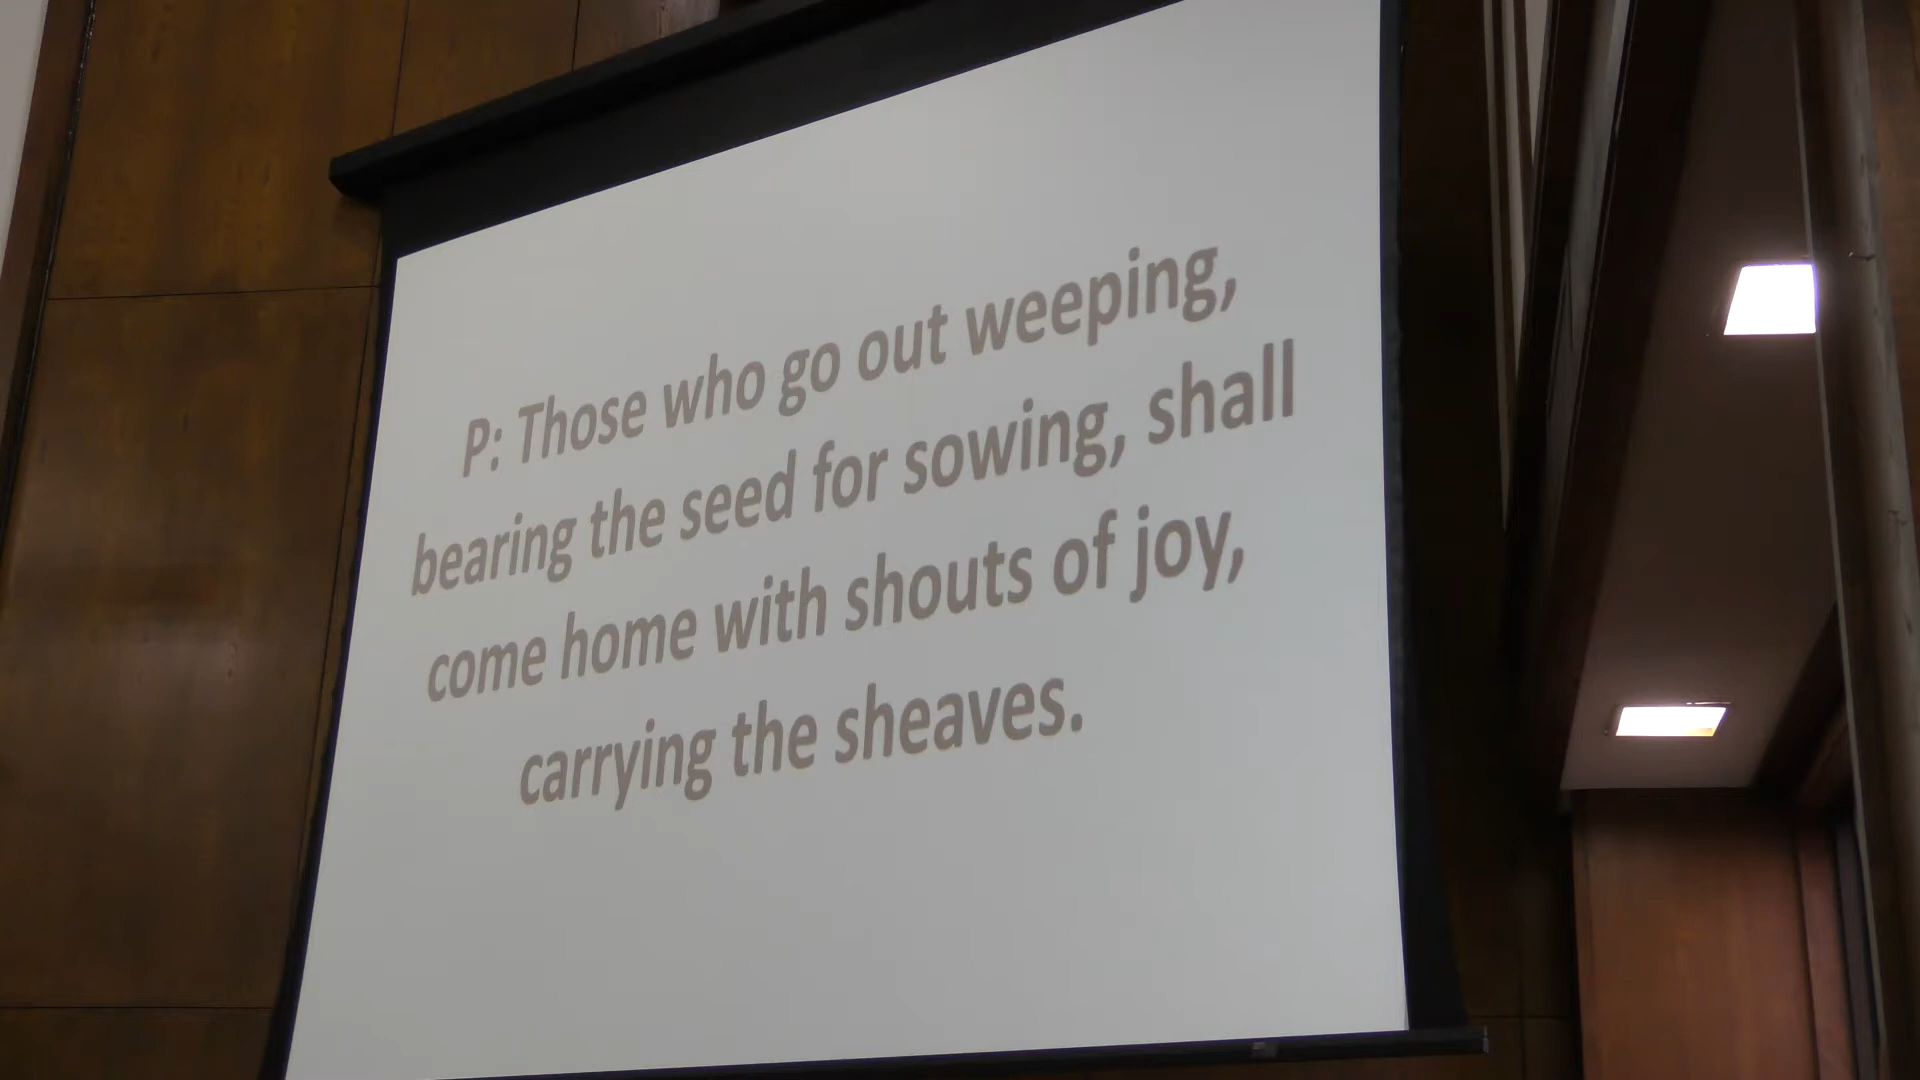 P: Those who go out weeping,
bearing the seed for sowing, shall
come home with shouts of joy,
carrying the sheaves.